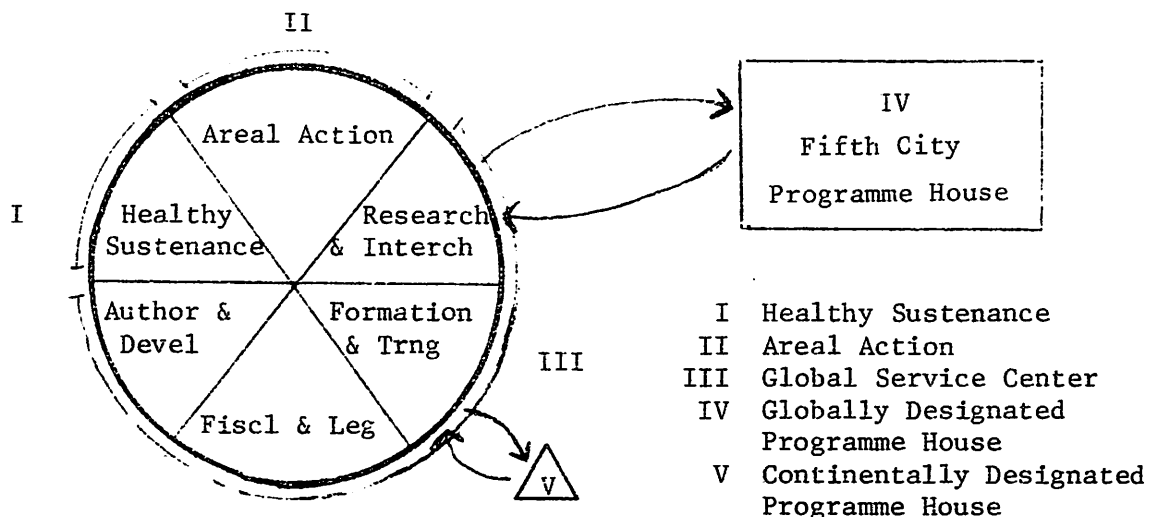 II
Areal Action
I
Healthy
Sustenance
Research
& Interch
Author &
Devel
Formation
& Trng
Fiscl & Leg
III
V
IV
Fifth City
Programme House
I Healthy Sustenance
II Areal Action
III Global Service Center
IV Globally Designated
Programme House
V Continentally Designated
Programme House